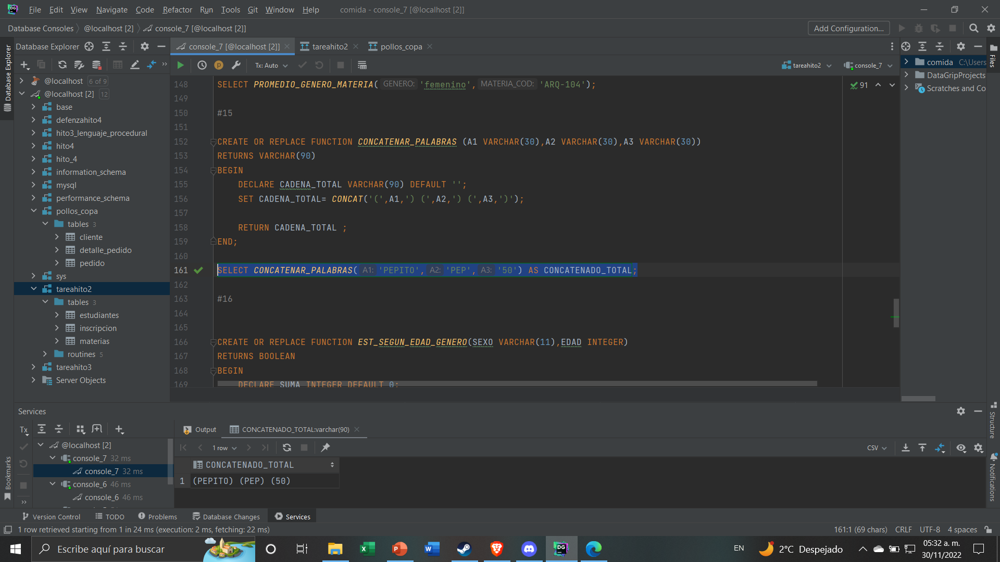 File Edit View Navigate Code Refactor Run Tools Git Window Help comida - console_7 [@localhost [2]]
Database Consoles @localhost [2] console_7 [@localhost [2]] Add Configuration...
Database Explorer console_7 [@localhost [2]] tareahito2 pollos_copa
Tx: Auto tareahito2 console_7
Database Explorer
Bookmarks
@localhost 6 of 9
@localhost [2] 12
base
defenzahito4
hito3_lenguaje_procedural
hito4
hito_4
information_schema
mysql
performance_schema
pollos_copa
tables 3
cliente
detalle_pedido
pedido
sys
tareahito2
tables 3
estudiantes
inscripcion
materias
routines 5
tareahito3
Server Objects
148 SELECT PROMEDIO_GENERO_MATERIA( GENERO: 'femenino', MATERIA_COD: 'ARQ-104');
149
150 #15
151
152 CREATE OR REPLACE FUNCTION CONCATENAR_PALABRAS (A1 VARCHAR(30),A2 VARCHAR(30),A3 VARCHAR(30))
153 RETURNS VARCHAR(90)
154 BEGIN
155 DECLARE CADENA_TOTAL VARCHAR(90) DEFAULT '';
156 SET CADENA_TOTAL= CONCAT('(',A1,') (',A2,') (',A3,')');
157
158 RETURN CADENA_TOTAL ;
159 END;
160
161 SELECT CONCATENAR_PALABRAS( A1: 'PEPITO', A2: 'PEP', A3: '50') AS CONCATENADO_TOTAL;
162
163 #16
164
165
166 CREATE OR REPLACE FUNCTION EST_SEGUN_EDAD_GENERO(SEXO VARCHAR(11),EDAD INTEGER)
167 RETURNS BOOLEAN
168 BEGIN
169 DECLARE SUMA INTEGER DEFAULT 0;
91
comida C:\Users
DataGripProjects
Scratches and Co
Files
Structure
Notifications
Services
Tx
@localhost [2]
console_7 32 ms
console_7 32 ms
console_6 46 ms
console_6 46 ms
Output CONCATENADO_TOTAL:varchar(90)
1 row CSV
CONCATENADO_TOTAL
1 (PEPITO) (PEP) (50)
Version Control TODO Problems Database Changes Services
1 row retrieved starting from 1 in 24 ms (execution: 2 ms, fetching: 22 ms) 161:1 (69 chars) CRLF UTF-8 4 spaces
Escribe aquí para buscar
EN 2°C Despejado 05:32 a. m.
30/11/2022